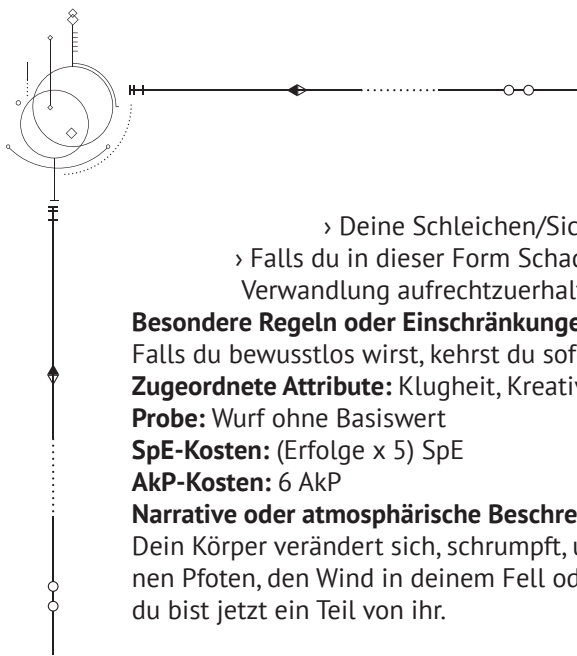 › Deine Schleichen/Sic
› Falls du in dieser Form Schad
Verwandlung aufrechtzuerhalt
Besondere Regeln oder Einschränkunge
Falls du bewusstlos wirst, kehrst du sof
Zugeordnete Attribute: Klugheit, Kreativ
Probe: Wurf ohne Basiswert
SpE-Kosten: (Erfolge x 5) SpE
AkP-Kosten: 6 AkP
Narrative oder atmosphärische Beschre
Dein Körper verändert sich, schrumpft, u
nen Pfoten, den Wind in deinem Fell od
du bist jetzt ein Teil von ihr.